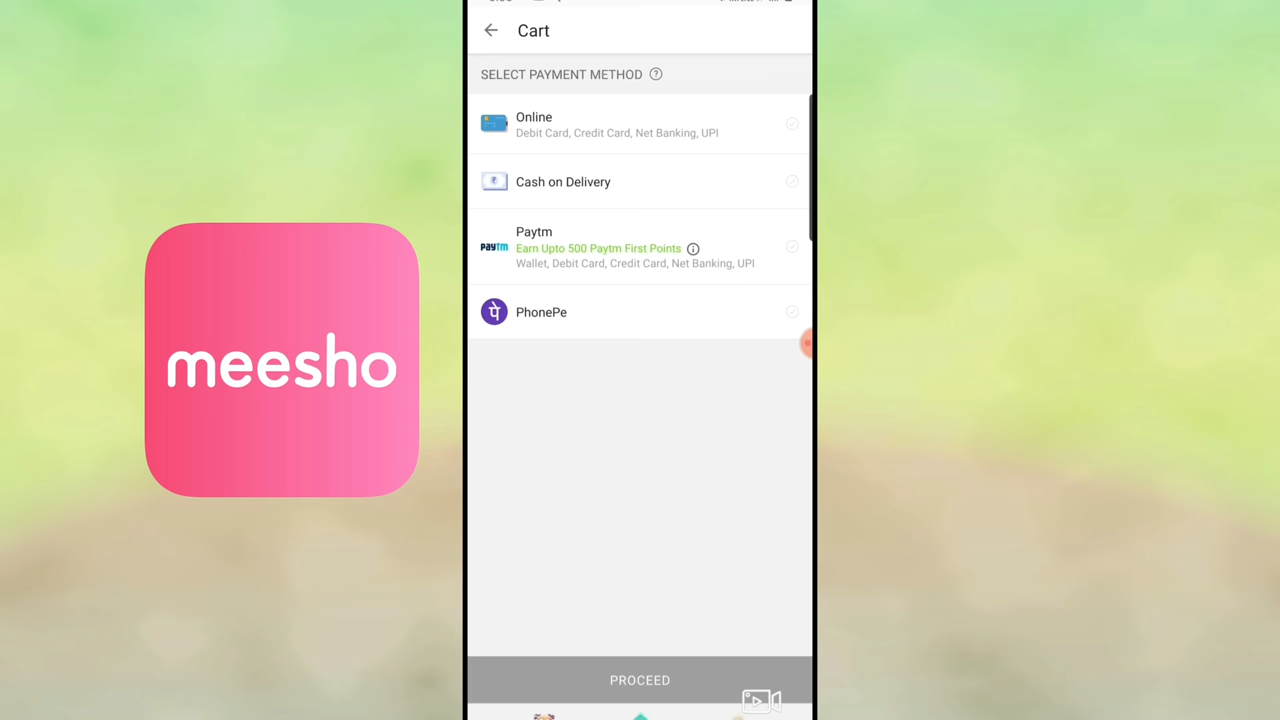 meesho
Cart
SELECT PAYMENT METHOD ?
Online
Debit Card, Credit Card, Net Banking, UPI
₹
Cash on Delivery
Paytm
paytm
Earn Upto 500 Paytm First Points i
Wallet, Debit Card, Credit Card, Net Banking, UPI
पे PhonePe
PROCEED